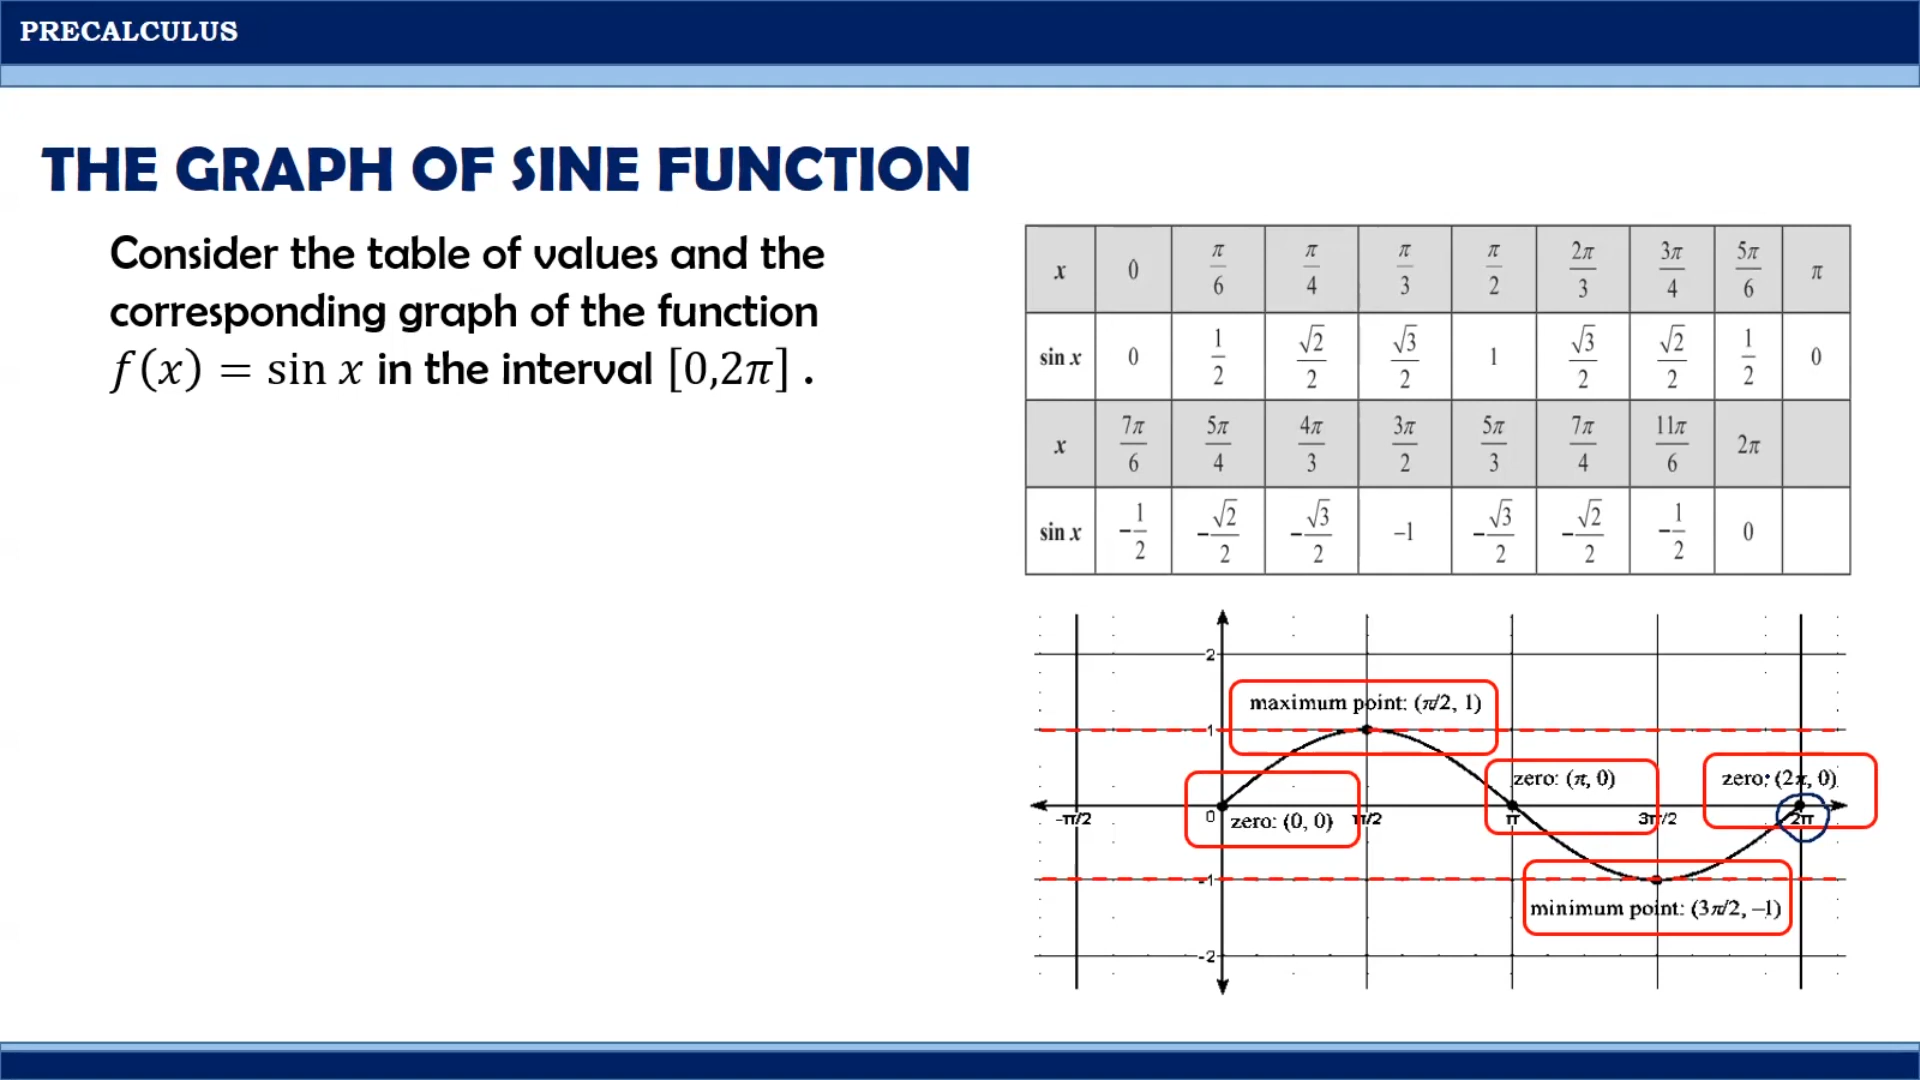 PRECALCULUS
THE GRAPH OF SINE FUNCTION
Consider the table of values and the
corresponding graph of the function
f(x) = sin x in the interval [0,2π] .
x 0 π/6 π/4 π/3 π/2 2π/3 3π/4 5π/6 π
sin x 0 1/2 √2/2 √3/2 1 √3/2 √2/2 1/2 0
x 7π/6 5π/4 4π/3 3π/2 5π/3 7π/4 11π/6 2π
sin x −1/2 −√2/2 −√3/2 −1 −√3/2 −√2/2 −1/2 0
2
maximum point: (π/2, 1)
1
zero: (π, 0)
zero: (2π, 0)
-π/2 0 zero: (0, 0) π/2 π 3π/2 2π
-1
minimum point: (3π/2, −1)
-2